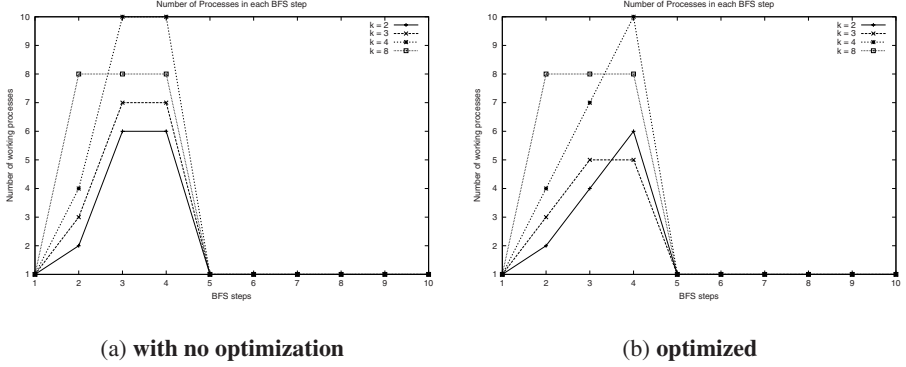 Number of Processes in each BFS step
Number of working processes
10
9
8
7
6
5
4
3
2
1
k = 2
k = 3
k = 4
k = 8
1 2 3 4 5 6 7 8 9 10
BFS steps
(a) with no optimization
Number of Processes in each BFS step
Number of working processes
10
9
8
7
6
5
4
3
2
1
k = 2
k = 3
k = 4
k = 8
1 2 3 4 5 6 7 8 9 10
BFS steps
(b) optimized